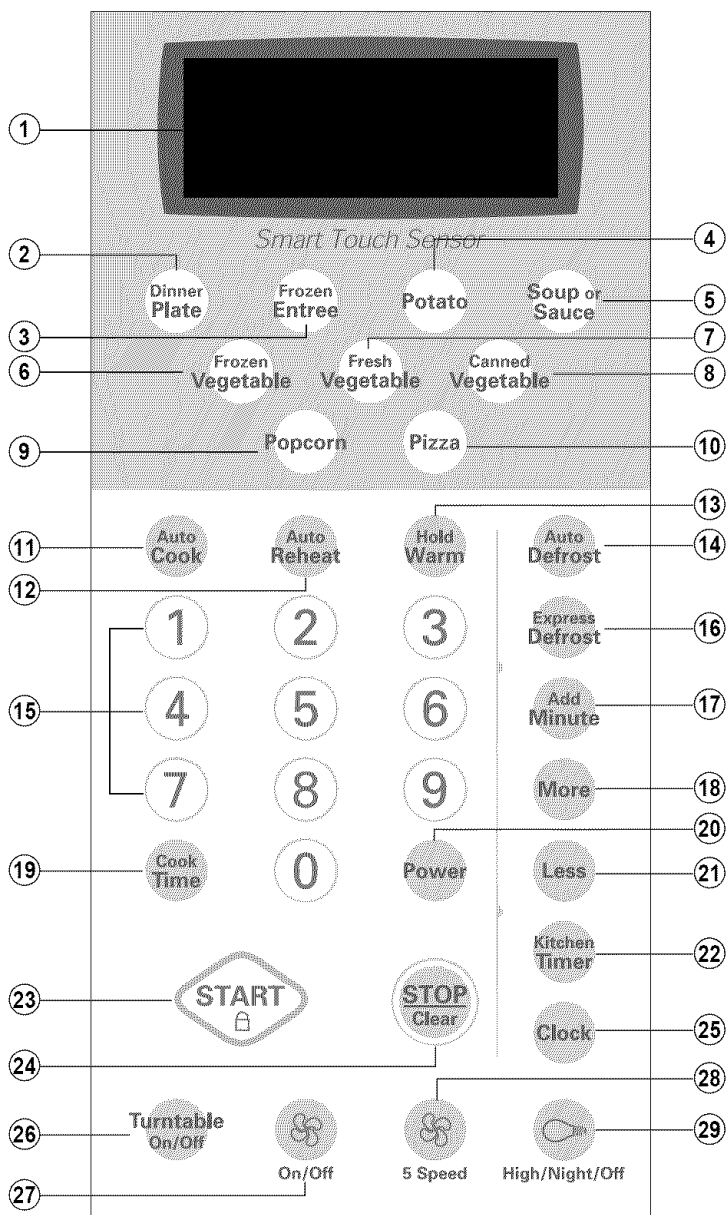 1
Smart Touch Sensor
4
2
Dinner Plate
Frozen Entree
Potato
Soup or Sauce
5
3
7
6
Frozen Vegetable
Fresh Vegetable
Canned Vegetable
8
9
Popcorn
Pizza
10
13
11
Auto Cook
Auto Reheat
Hold Warm
Auto Defrost
14
12
1
2
3
Express Defrost
16
15
4
5
6
Add Minute
17
7
8
9
More
18
20
19
Cook Time
0
Power
Less
21
Kitchen Timer
22
23
START
STOP
Clear
24
Clock
25
28
26
Turntable
On/Off
29
27
On/Off
5 Speed
High/Night/Off